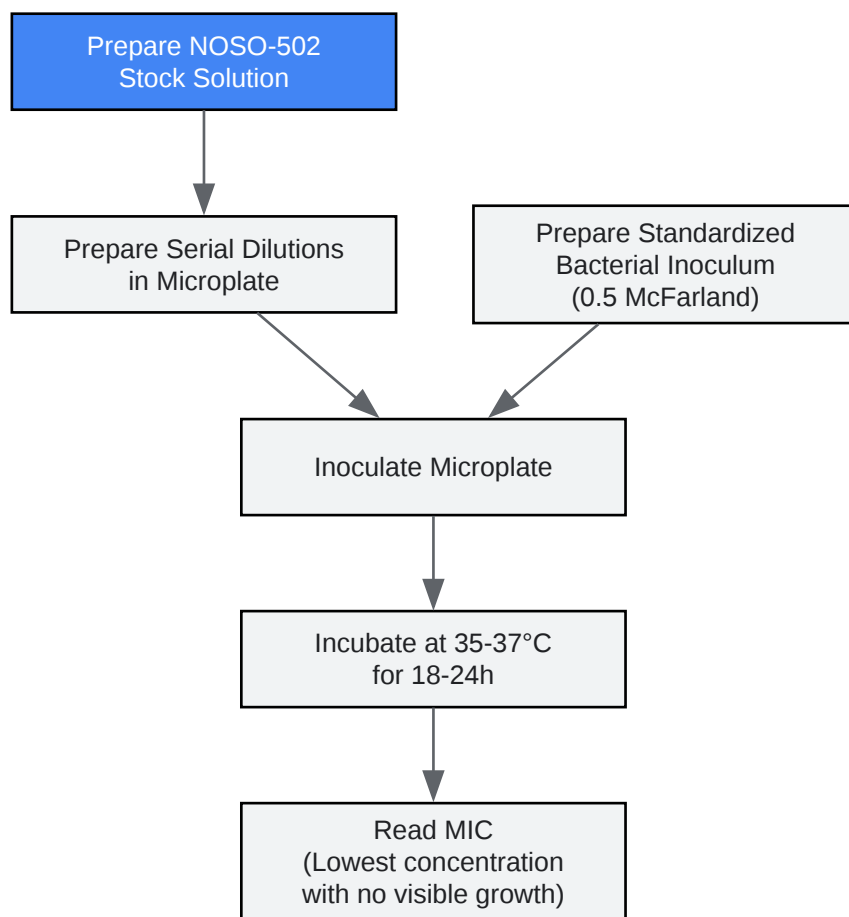 Prepare NOSO-502
Stock Solution
Prepare Serial Dilutions
in Microplate
Prepare Standardized
Bacterial Inoculum
(0.5 McFarland)
Inoculate Microplate
Incubate at 35-37°C
for 18-24h
Read MIC
(Lowest concentration
with no visible growth)